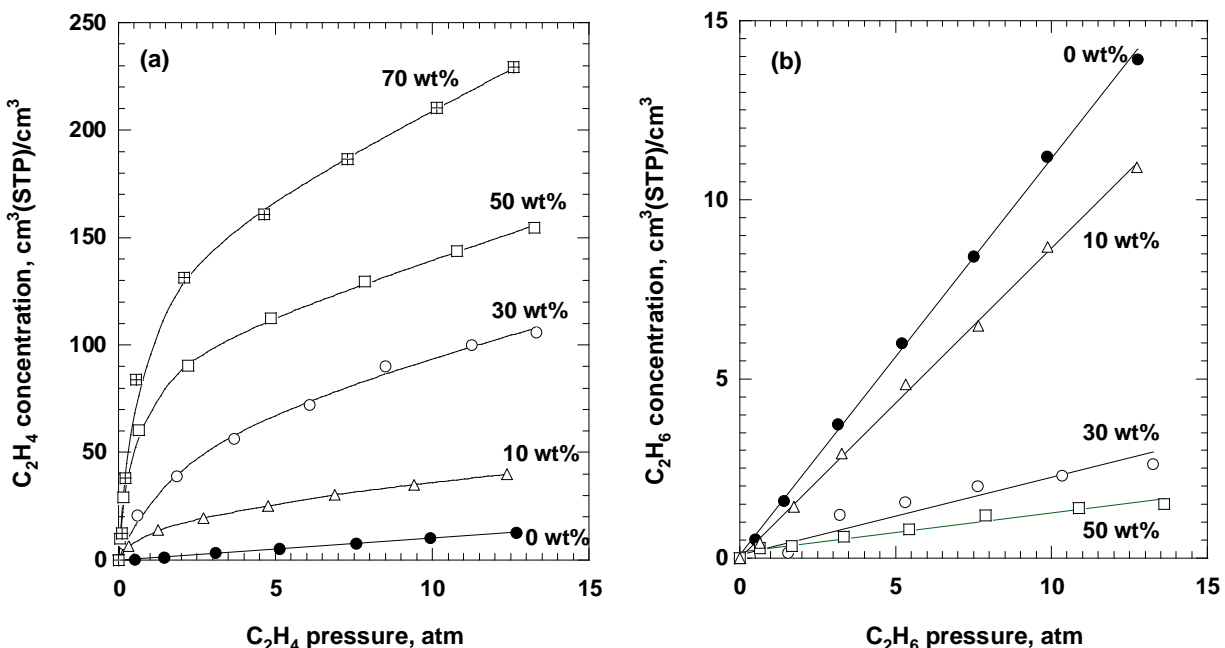 (a)
C₂H₄ concentration, cm³(STP)/cm³
250
200
150
100
50
0
70 wt%
50 wt%
30 wt%
10 wt%
0 wt%
0 5 10 15
C₂H₄ pressure, atm
(b)
C₂H₆ concentration, cm³(STP)/cm³
15
10
5
0
0 wt%
10 wt%
30 wt%
50 wt%
0 5 10 15
C₂H₆ pressure, atm